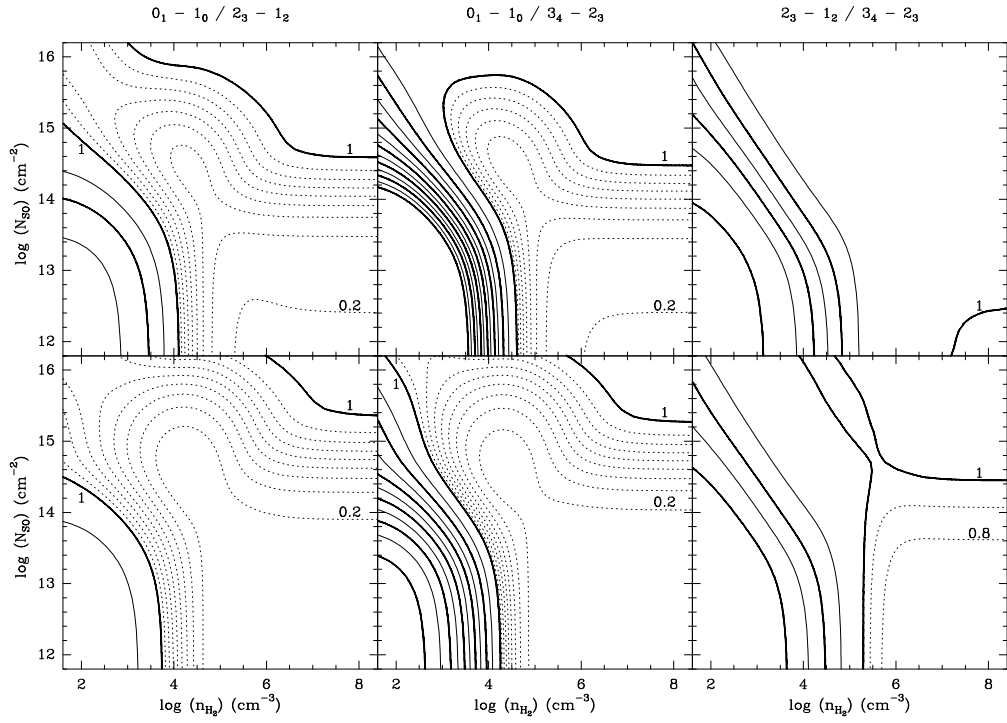 0₁ − 1₀ / 2₃ − 1₂
0₁ − 1₀ / 3₄ − 2₃
2₃ − 1₂ / 3₄ − 2₃
16
15
14
13
12
log (N_SO) (cm⁻²)
1
1
0.2
1
0.2
1
16
15
14
13
12
log (N_SO) (cm⁻²)
1
1
0.2
1
1
0.2
1
0.8
2 4 6 8
2 4 6 8
2 4 6 8
log (n_H₂) (cm⁻³)
log (n_H₂) (cm⁻³)
log (n_H₂) (cm⁻³)